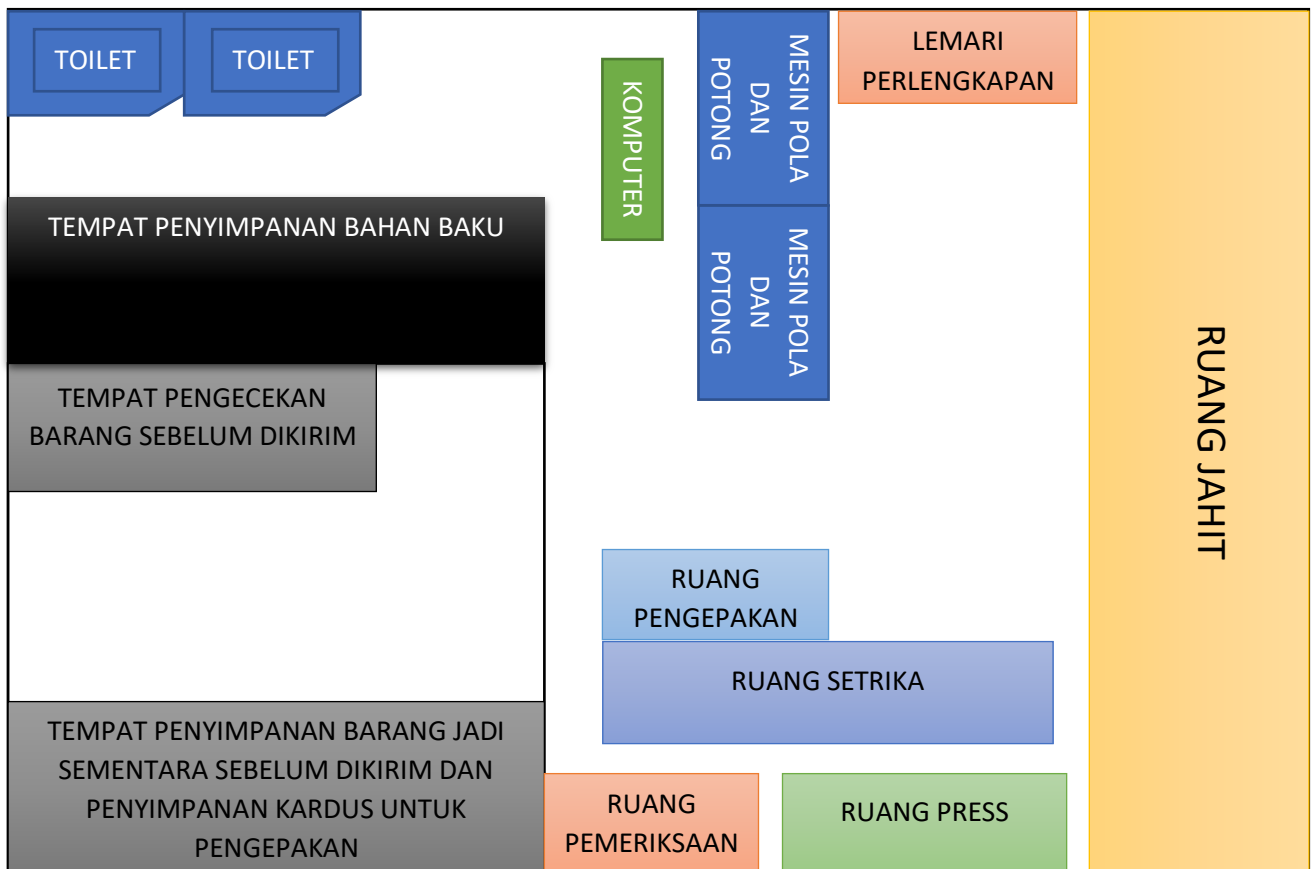 TOILET
TOILET
KOMPUTER
MESIN POLA
DAN
POTONG
LEMARI
PERLENGKAPAN
MESIN POLA
DAN
POTONG
TEMPAT PENYIMPANAN BAHAN BAKU
RUANG JAHIT
TEMPAT PENGECEKAN
BARANG SEBELUM DIKIRIM
RUANG
PENGEPAKAN
RUANG SETRIKA
TEMPAT PENYIMPANAN BARANG JADI
SEMENTARA SEBELUM DIKIRIM DAN
PENYIMPANAN KARDUS UNTUK
PENGEPAKAN
RUANG
PEMERIKSAAN
RUANG PRESS